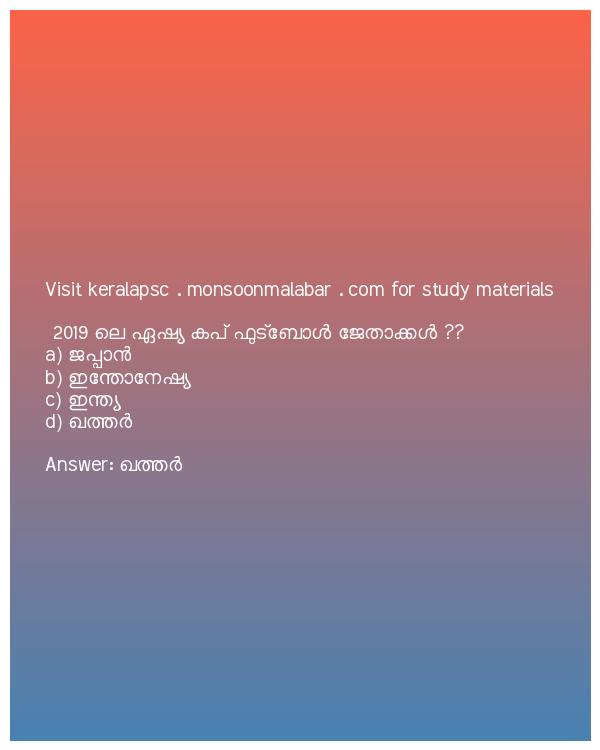 Visit keralapsc . monsoonmalabar . com for study materials
2019 ലെ ഏഷ്യ കപ് ഫുട്ബോൾ ജേതാക്കൾ ??
a) ജപ്പാൻ
b) ഇന്തോനേഷ്യ
c) ഇന്ത്യ
d) ഖത്തർ
Answer: ഖത്തർ